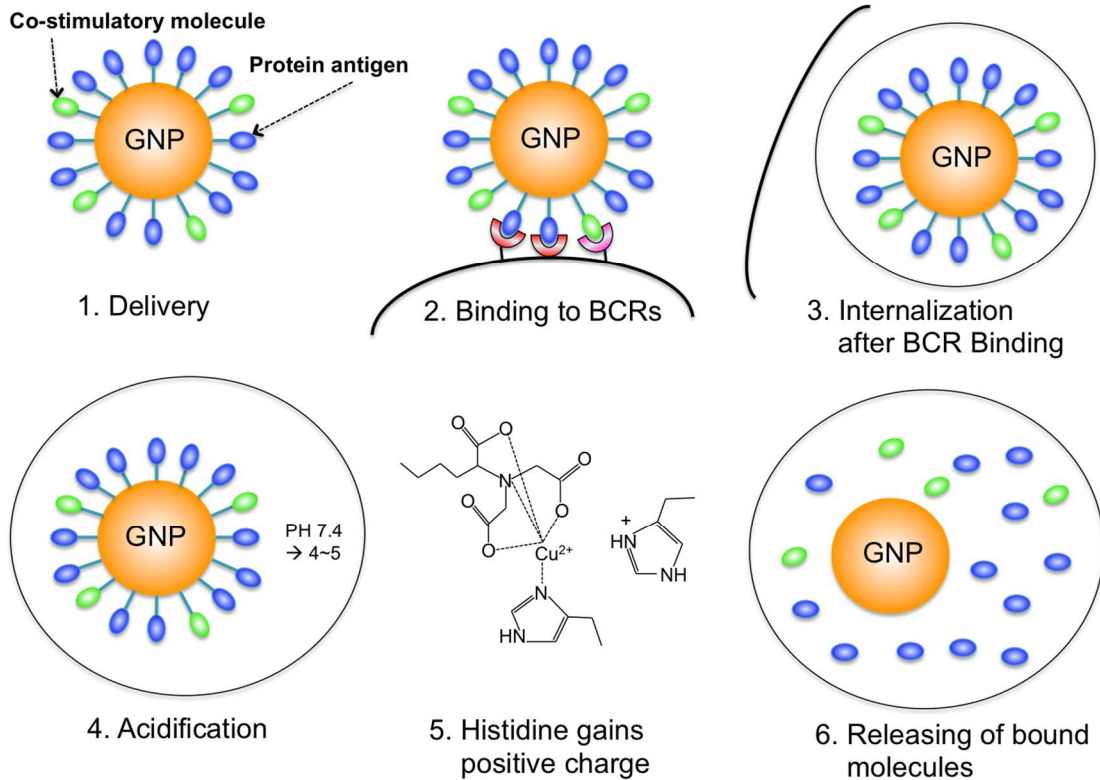 Co-stimulatory molecule
Protein antigen
GNP
1. Delivery
GNP
2. Binding to BCRs
GNP
3. Internalization
after BCR Binding
GNP
PH 7.4
→ 4~5
4. Acidification
O
O
O
N
O
O
O
Cu²⁺
N
HN
+
HN
NH
5. Histidine gains
positive charge
GNP
6. Releasing of bound
molecules